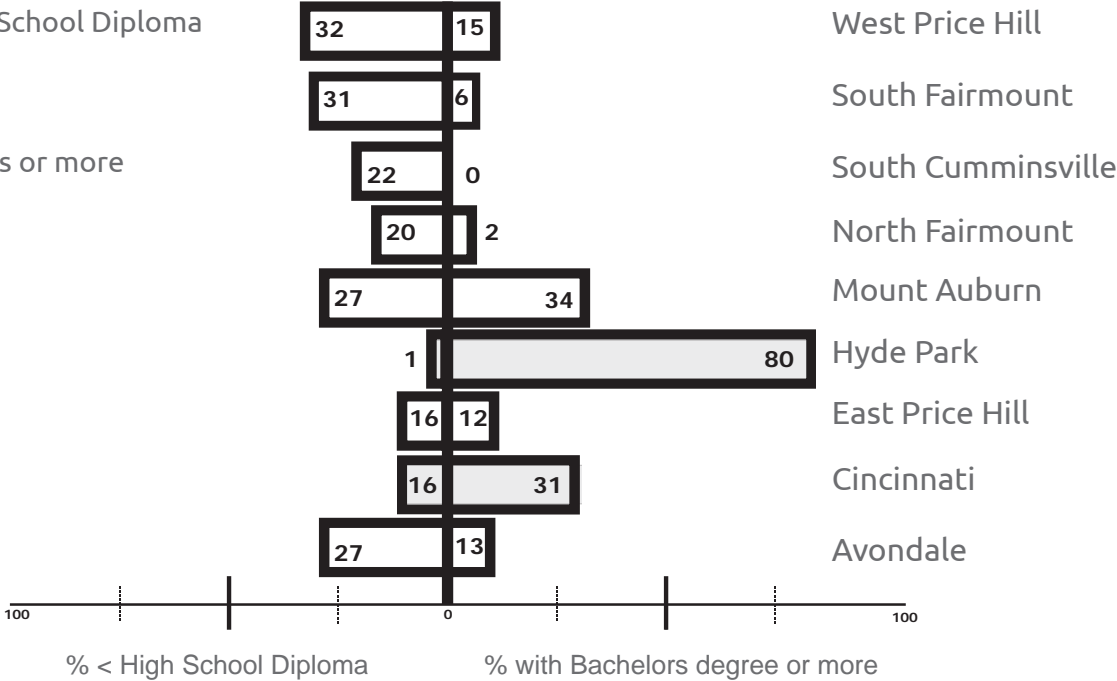 School Diploma 32 15 West Price Hill
31 6 South Fairmount
s or more 22 0 South Cumminsville
20 2 North Fairmount
27 34 Mount Auburn
1 80 Hyde Park
16 12 East Price Hill
16 31 Cincinnati
27 13 Avondale
100 0 100
% < High School Diploma % with Bachelors degree or more